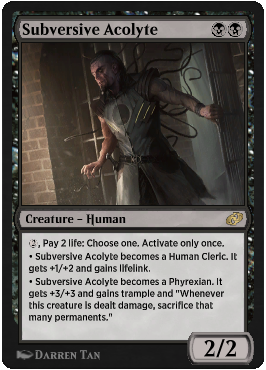 Subversive Acolyte
Creature – Human
2, Pay 2 life: Choose one. Activate only once.
• Subversive Acolyte becomes a Human Cleric. It
gets +1/+2 and gains lifelink.
• Subversive Acolyte becomes a Phyrexian. It
gets +3/+3 and gains trample and "Whenever
this creature is dealt damage, sacrifice that
many permanents."
DARREN TAN
2/2